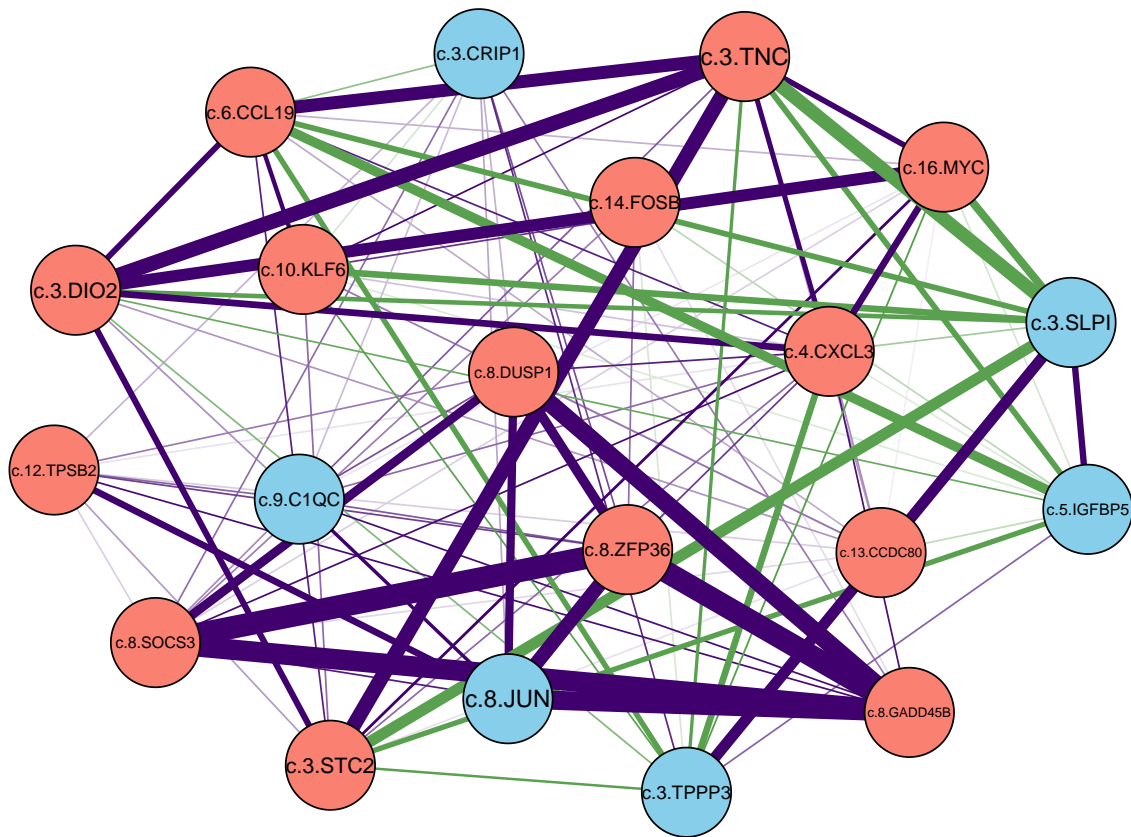 c.3.CRIP1
c.3.TNC
c.6.CCL19
c.16.MYC
c.14.FOSB
c.10.KLF6
c.3.DIO2
c.3.SLPI
c.4.CXCL3
c.8.DUSP1
c.12.TPSB2
c.9.C1QC
c.5.IGFBP5
c.8.ZFP36
c.13.CCDC80
c.8.SOCS3
c.8.JUN
c.8.GADD45B
c.3.STC2
c.3.TPPP3